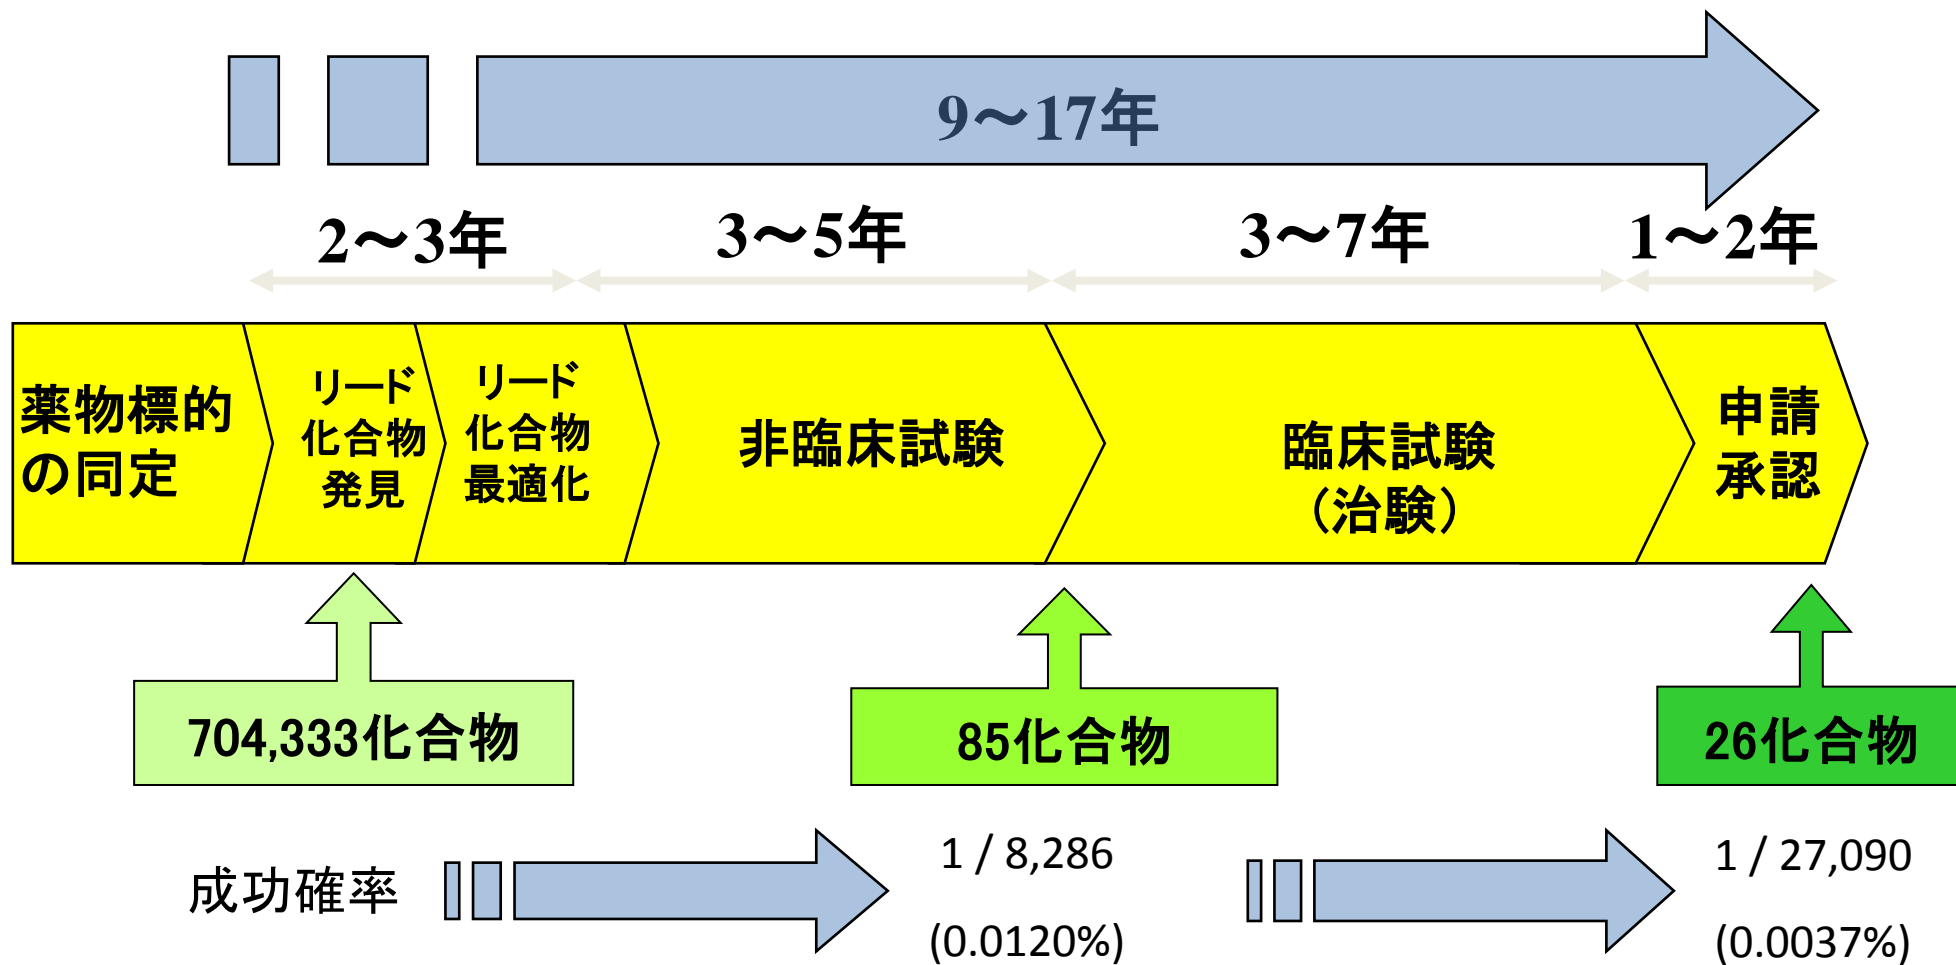 9～17年
2～3年
3～5年
3～7年
1～2年
薬物標的
の同定
リード
化合物
発見
リード
化合物
最適化
非臨床試験
臨床試験
（治験）
申請
承認
704,333化合物
85化合物
26化合物
成功確率
1 / 8,286
(0.0120%)
1 / 27,090
(0.0037%)